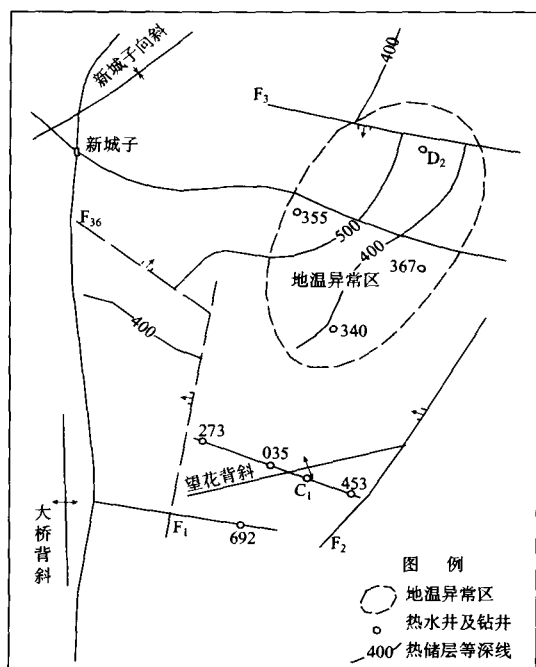 新城子向斜
400
F3
新城子
D2
355
F36
500
400
367
地温异常区
340
400
273
035
望花背斜
C1
453
大桥背斜
F1
692
F2
图 例
地温异常区
热水井及钻井
400 热储层等深线